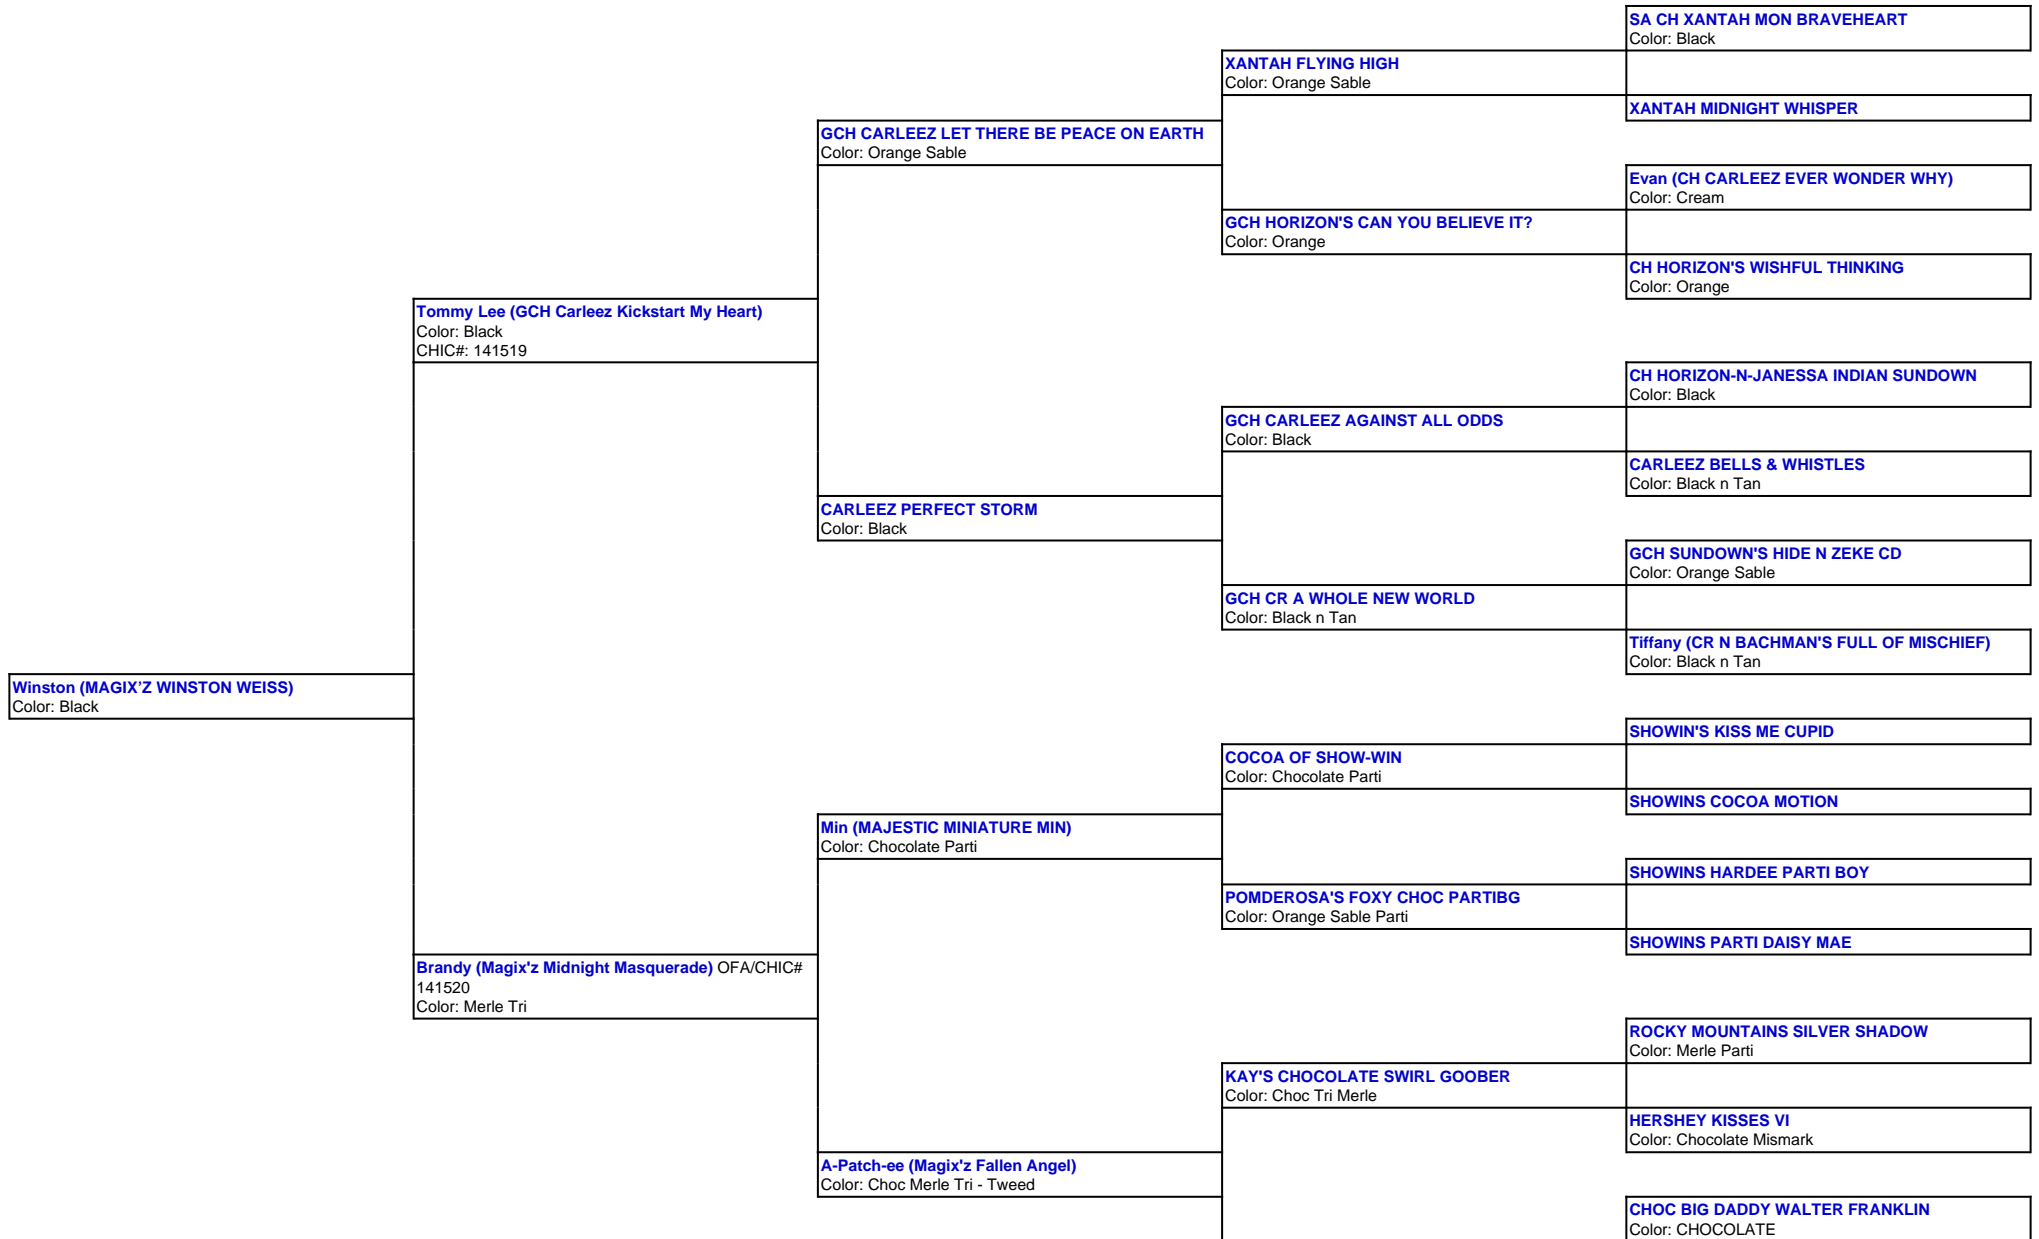 SA CH XANTAH MON BRAVEHEART
Color: Black
XANTAH FLYING HIGH
Color: Orange Sable
XANTAH MIDNIGHT WHISPER
GCH CARLEEZ LET THERE BE PEACE ON EARTH
Color: Orange Sable
Evan (CH CARLEEZ EVER WONDER WHY)
Color: Cream
GCH HORIZON'S CAN YOU BELIEVE IT?
Color: Orange
CH HORIZON'S WISHFUL THINKING
Color: Orange
Tommy Lee (GCH Carleez Kickstart My Heart)
Color: Black
CHIC#: 141519
CH HORIZON-N-JANESSA INDIAN SUNDOWN
Color: Black
GCH CARLEEZ AGAINST ALL ODDS
Color: Black
CARLEEZ BELLS & WHISTLES
Color: Black n Tan
CARLEEZ PERFECT STORM
Color: Black
GCH SUNDOWN'S HIDE N ZEKE CD
Color: Orange Sable
GCH CR A WHOLE NEW WORLD
Color: Black n Tan
Tiffany (CR N BACHMAN'S FULL OF MISCHIEF)
Color: Black n Tan
Winston (MAGIX’Z WINSTON WEISS)
Color: Black
SHOWIN'S KISS ME CUPID
COCOA OF SHOW-WIN
Color: Chocolate Parti
SHOWINS COCOA MOTION
Min (MAJESTIC MINIATURE MIN)
Color: Chocolate Parti
SHOWINS HARDEE PARTI BOY
POMDEROSA'S FOXY CHOC PARTIBG
Color: Orange Sable Parti
SHOWINS PARTI DAISY MAE
Brandy (Magix'z Midnight Masquerade) OFA/CHIC#
141520
Color: Merle Tri
ROCKY MOUNTAINS SILVER SHADOW
Color: Merle Parti
KAY'S CHOCOLATE SWIRL GOOBER
Color: Choc Tri Merle
HERSHEY KISSES VI
Color: Chocolate Mismark
A-Patch-ee (Magix'z Fallen Angel)
Color: Choc Merle Tri - Tweed
CHOC BIG DADDY WALTER FRANKLIN
Color: CHOCOLATE